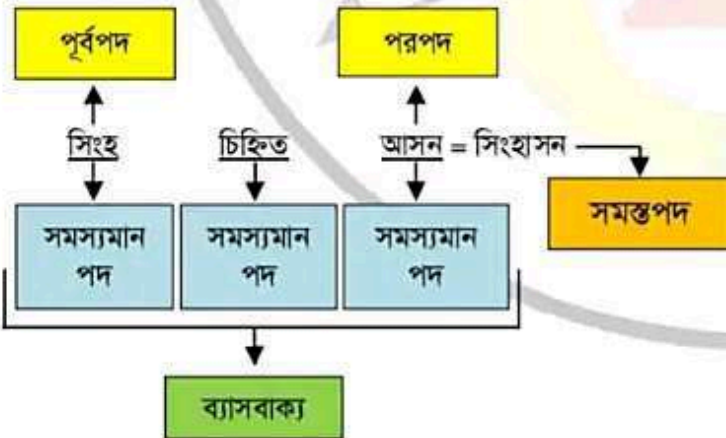 পূর্বপদ পরপদ
সিংহ চিহ্নিত আসন = সিংহাসন
সমস্তপদ
সমস্যমান পদ
সমস্যমান পদ
সমস্যমান পদ
ব্যাসবাক্য